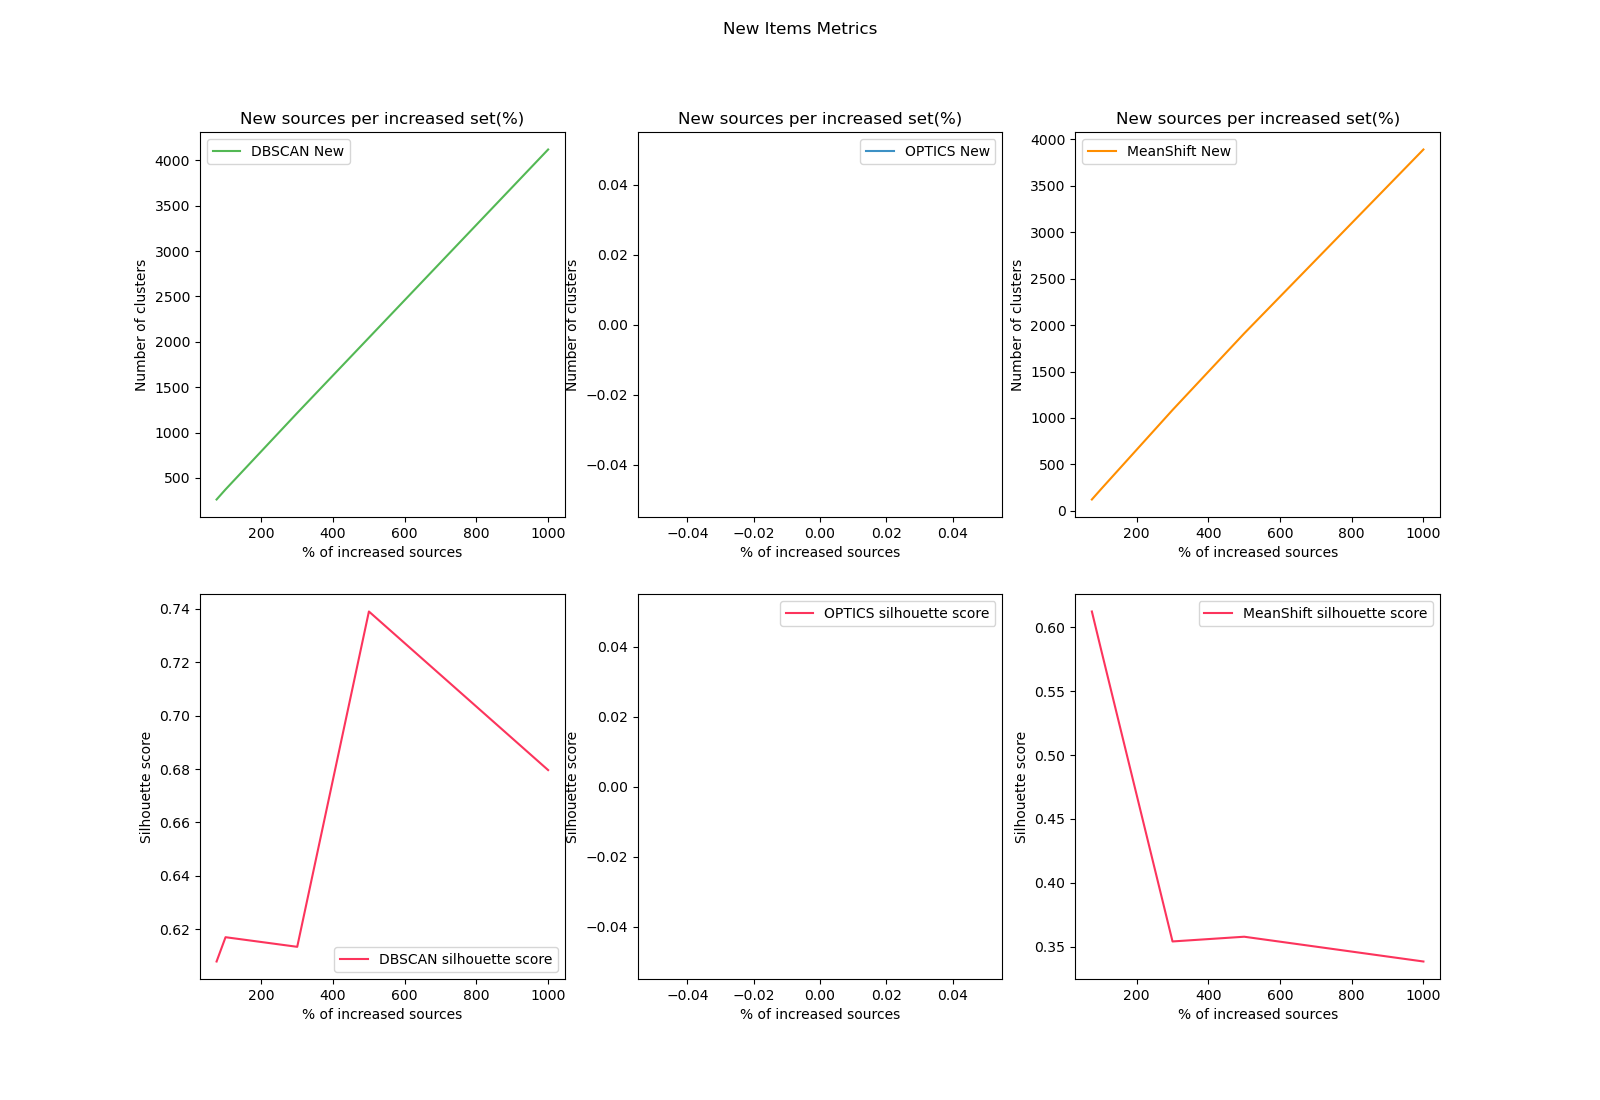 New Items Metrics
New sources per increased set(%)
DBSCAN New
4000
3500
3000
2500
2000
1500
1000
500
Number of clusters
200 400 600 800 1000
% of increased sources
New sources per increased set(%)
OPTICS New
0.04
0.02
0.00
−0.02
−0.04
Number of clusters
−0.04 −0.02 0.00 0.02 0.04
% of increased sources
New sources per increased set(%)
MeanShift New
4000
3500
3000
2500
2000
1500
1000
500
0
Number of clusters
200 400 600 800 1000
% of increased sources
0.74
0.72
0.70
0.68
0.66
0.64
0.62
Silhouette score
DBSCAN silhouette score
200 400 600 800 1000
% of increased sources
OPTICS silhouette score
0.04
0.02
0.00
−0.02
−0.04
Silhouette score
−0.04 −0.02 0.00 0.02 0.04
% of increased sources
MeanShift silhouette score
0.60
0.55
0.50
0.45
0.40
0.35
Silhouette score
200 400 600 800 1000
% of increased sources